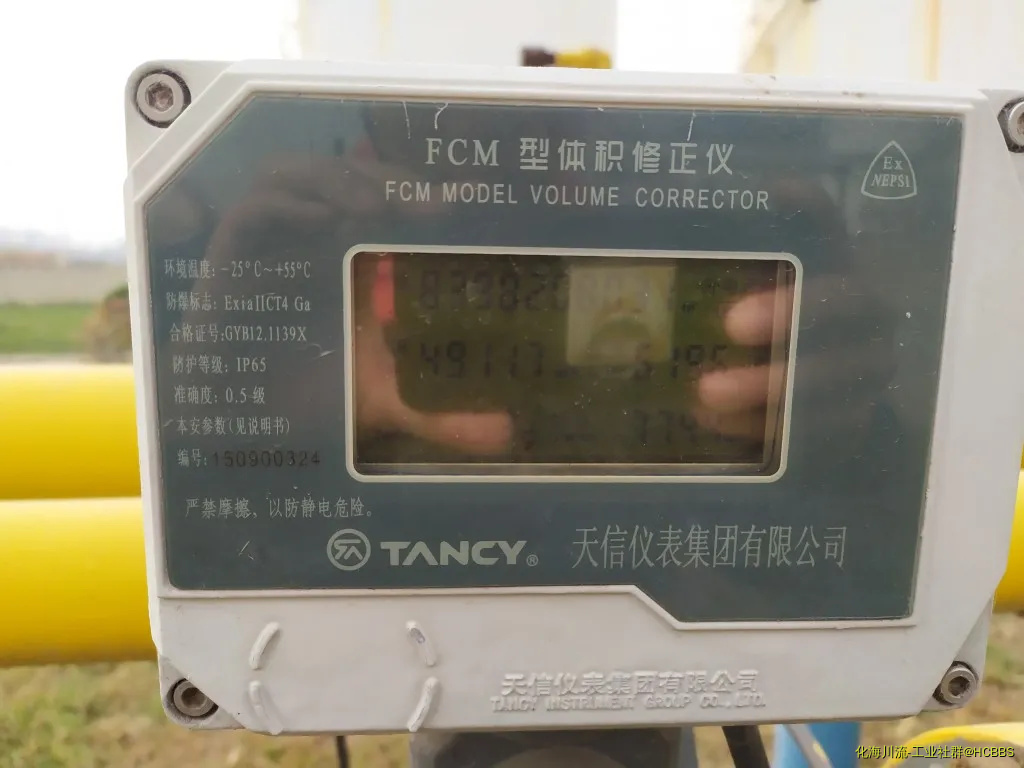 FCM 型体积修正仪
FCM MODEL VOLUME CORRECTOR
Ex
NEPSI
环境温度: -25°C~+55°C
防爆标志: ExiaIICT4 Ga
合格证号:GYB12.1139X
防护等级: IP65
准确度: 0.5 级
本安参数(见说明书)
编号:150900324
严禁摩擦、以防静电危险。
TANCY® 天信仪表集团有限公司
天信仪表集团有限公司
TANCY INSTRUMENT GROUP CO., LTD.
化海川流-工业社群@HCBBS